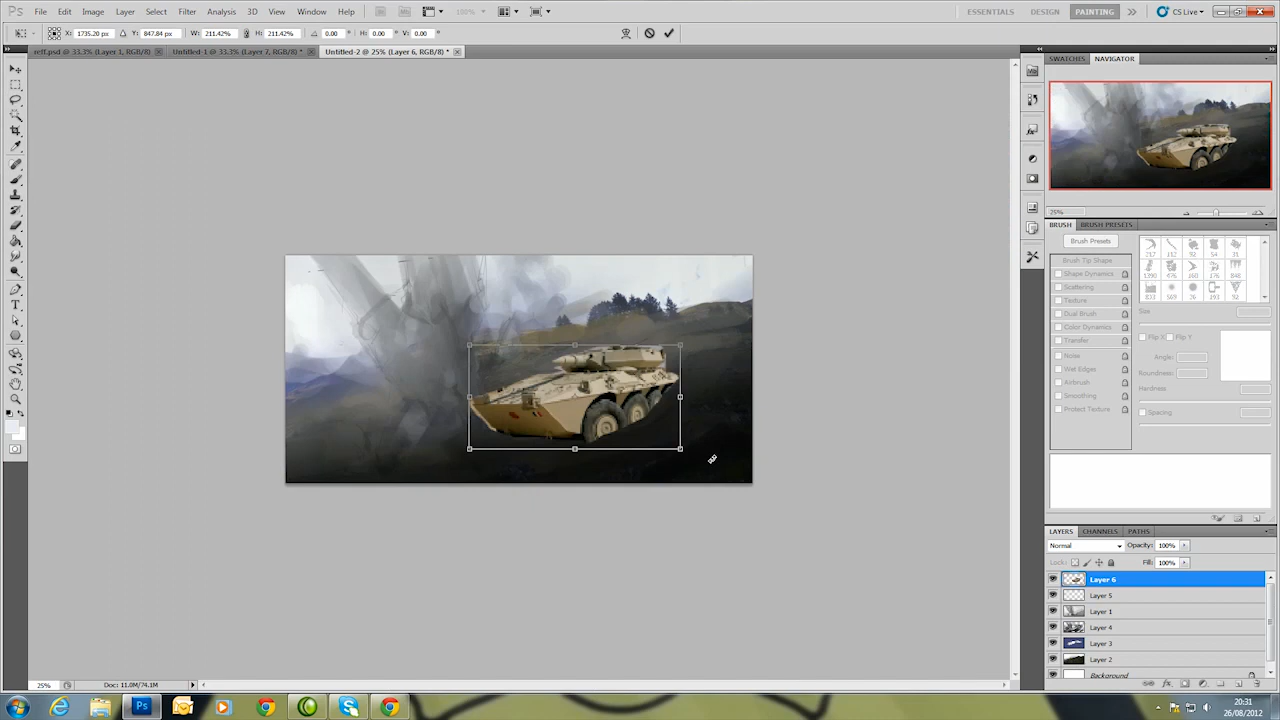 Ps File Edit Image Layer Select Filter Analysis 3D View Window Help 100% ESSENTIALS DESIGN PAINTING CS Live
X: 1735.20 px Y: 847.84 px W: 211.42% H: 211.42% 0.00 ° H: 0.00 ° V: 0.00 °
reff.psd @ 33.3% (Layer 1, RGB/8) Untitled-1 @ 33.3% (Layer 7, RGB/8) * Untitled-2 @ 25% (Layer 6, RGB/8) *
SWATCHES NAVIGATOR
25%
BRUSH BRUSH PRESETS
Brush Presets
Brush Tip Shape
Shape Dynamics
Scattering
Texture
Dual Brush
Color Dynamics
Transfer
Noise
Wet Edges
Airbrush
Smoothing
Protect Texture
Size
Flip X Flip Y
Angle:
Roundness:
Hardness
Spacing
LAYERS CHANNELS PATHS
Normal Opacity: 100%
Lock: Fill: 100%
Layer 6
Layer 5
Layer 1
Layer 4
Layer 3
Layer 2
Background
25% Doc: 11.0M/74.1M
20:31
26/08/2012